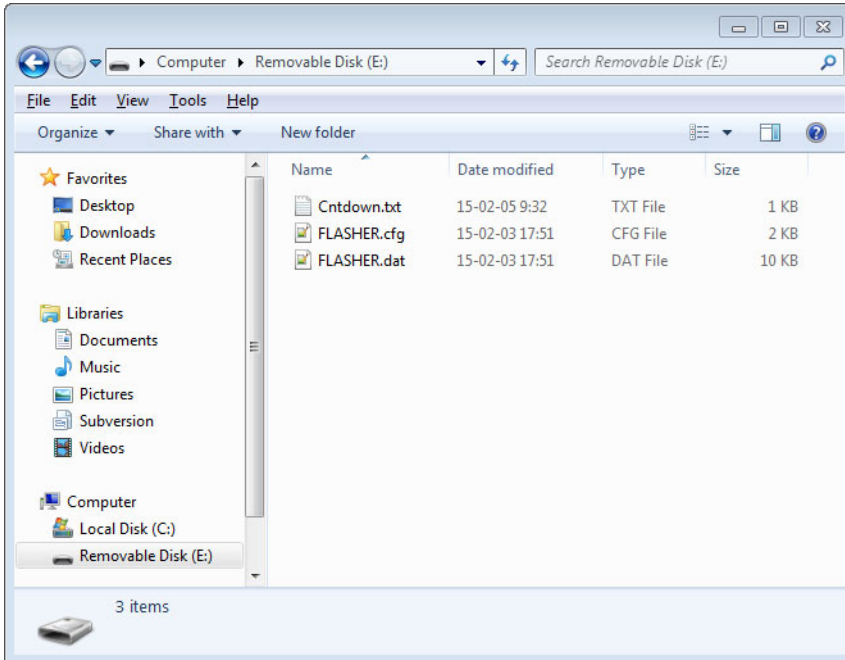 Computer Removable Disk (E:) Search Removable Disk (E:)
File Edit View Tools Help
Organize Share with New folder
Favorites
Desktop
Downloads
Recent Places
Libraries
Documents
Music
Pictures
Subversion
Videos
Computer
Local Disk (C:)
Removable Disk (E:)
Name Date modified Type Size
Cntdown.txt 15-02-05 9:32 TXT File 1 KB
FLASHER.cfg 15-02-03 17:51 CFG File 2 KB
FLASHER.dat 15-02-03 17:51 DAT File 10 KB
3 items